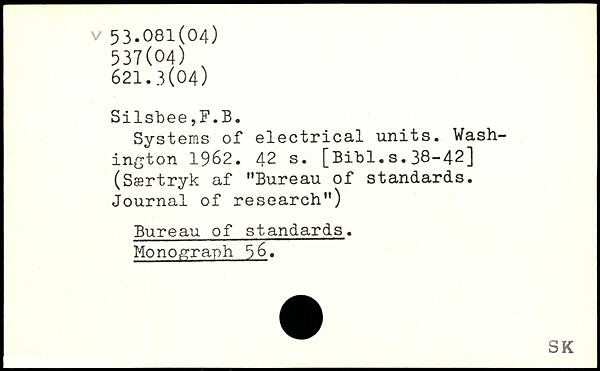 v 53.081(04)
537(04)
621.3(04)
Silsbee,F.B.
Systems of electrical units. Wash-
ington 1962. 42 s. [Bibl.s.38-42]
(Særtryk af "Bureau of standards.
Journal of research")
Bureau of standards.
Monograph 56.
SK